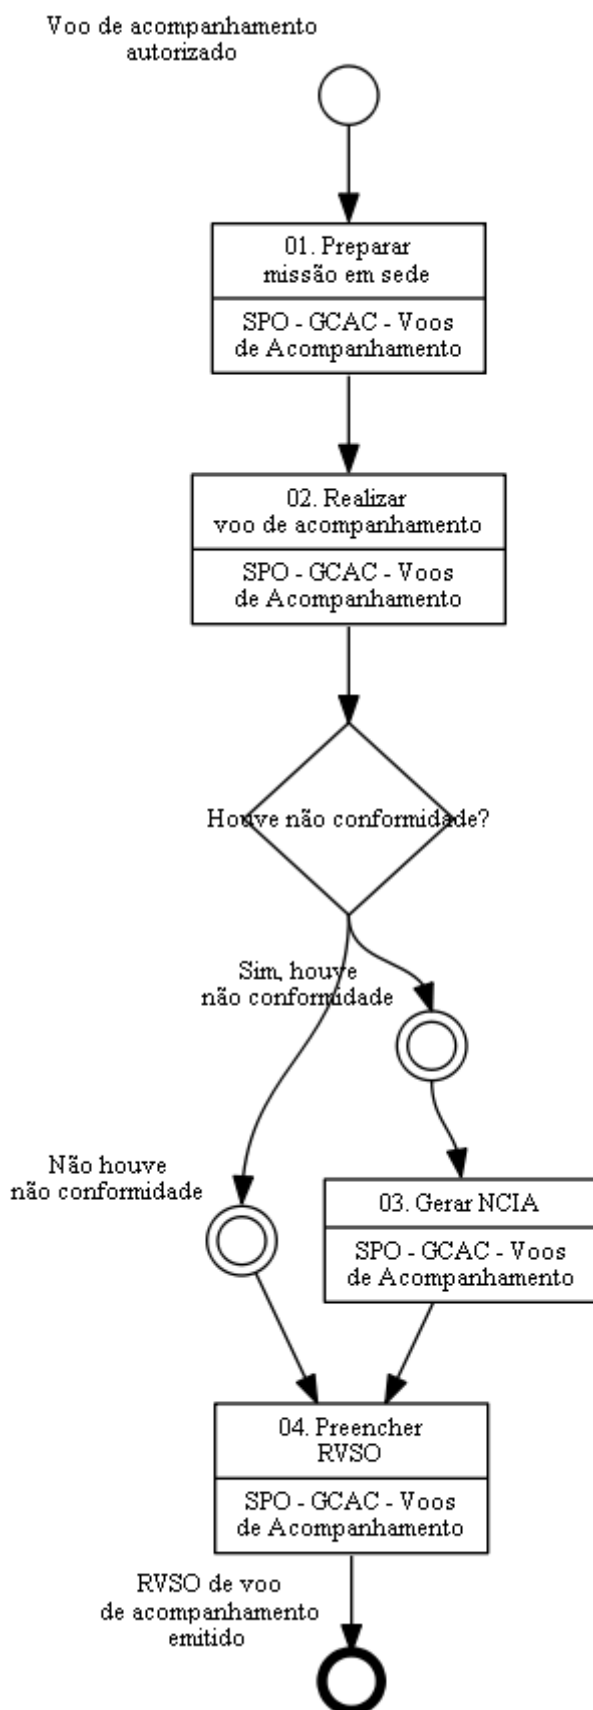 Voo de acompanhamento
autorizado
01. Preparar
missão em sede
SPO - GCAC - Voos
de Acompanhamento
02. Realizar
voo de acompanhamento
SPO - GCAC - Voos
de Acompanhamento
Houve não conformidade?
Sim, houve
não conformidade
Não houve
não conformidade
03. Gerar NCIA
SPO - GCAC - Voos
de Acompanhamento
04. Preencher
RVSO
SPO - GCAC - Voos
de Acompanhamento
RVSO de voo
de acompanhamento
emitido